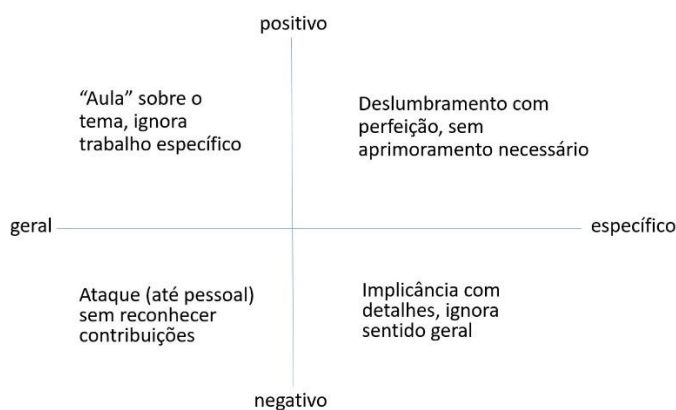 positivo
“Aula” sobre o
tema, ignora
trabalho específico
Deslumbramento com
perfeição, sem
aprimoramento necessário
geral
específico
Ataque (até pessoal)
sem reconhecer
contribuições
Implicância com
detalhes, ignora
sentido geral
negativo